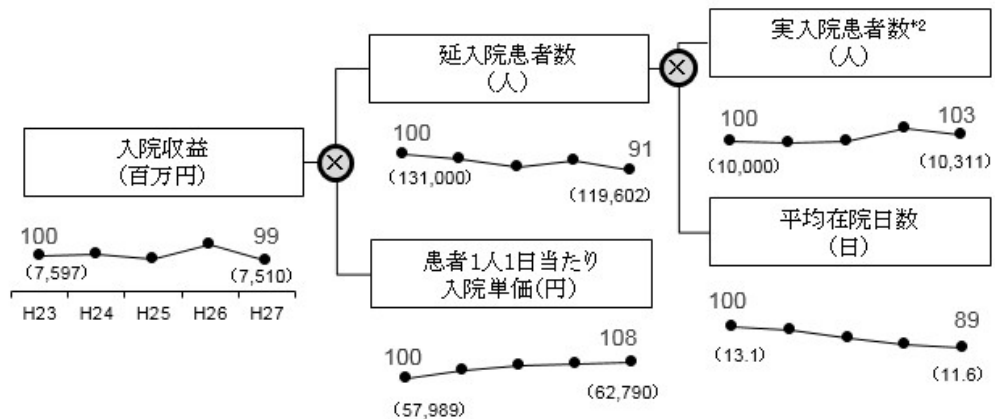 入院収益
(百万円)
100
99
(7,597)
(7,510)
H23 H24 H25 H26 H27
延入院患者数
(人)
100
91
(131,000)
(119,602)
患者1人1日当たり
入院単価(円)
100
108
(57,989)
(62,790)
実入院患者数*2
(人)
100
103
(10,000)
(10,311)
平均在院日数
(日)
100
89
(13.1)
(11.6)